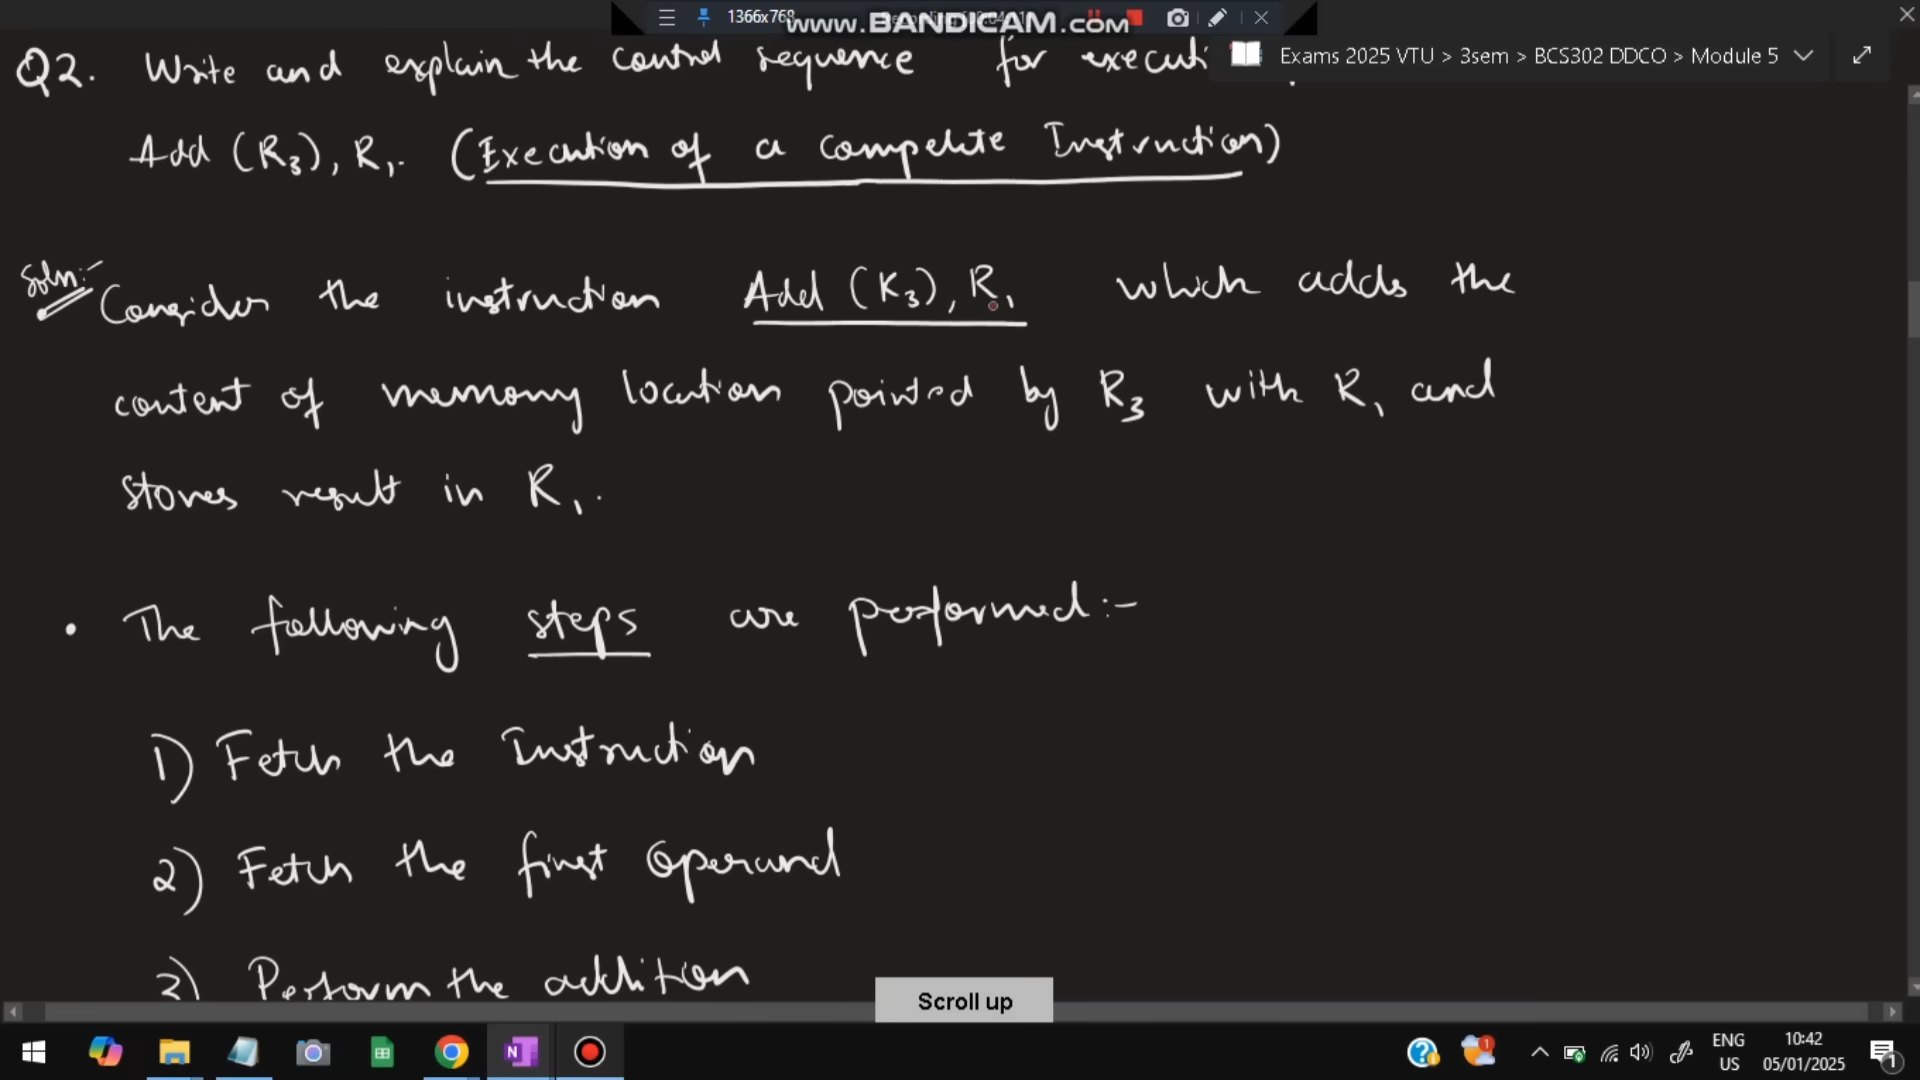 1366x768
www.BANDICAM.com
Exams 2025 VTU > 3sem > BCS302 DDCO > Module 5
Q2. Write and explain the control sequence for executi
Add (R3), R1. (Execution of a compelete Instruction)
Soln:-
Consider the instruction Add (R3), R1 which adds the
content of memory location pointed by R3 with R1 and
stores result in R1.
• The following steps are performed:-
1) Fetch the Instruction
2) Fetch the first Operand
3) Perform the addition
Scroll up
ENG
US
10:42
05/01/2025